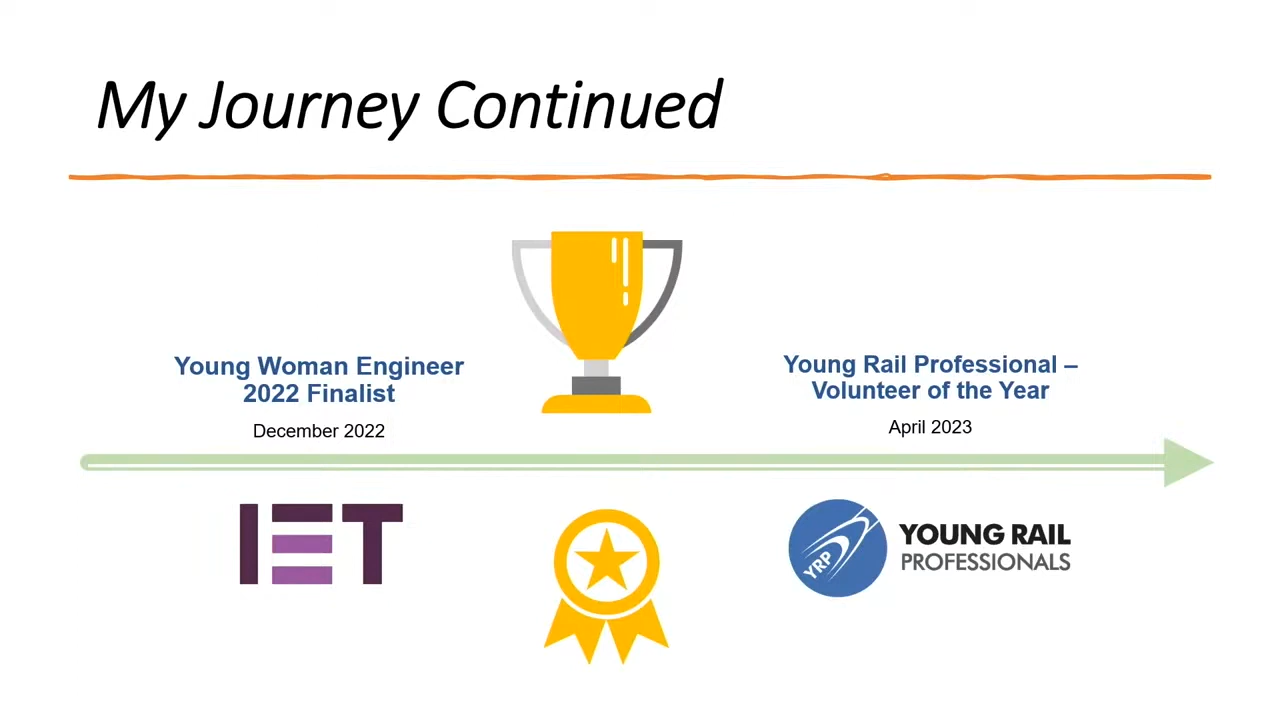 My Journey Continued
Young Woman Engineer
2022 Finalist
December 2022
Young Rail Professional –
Volunteer of the Year
April 2023
IET
YRP
YOUNG RAIL
PROFESSIONALS